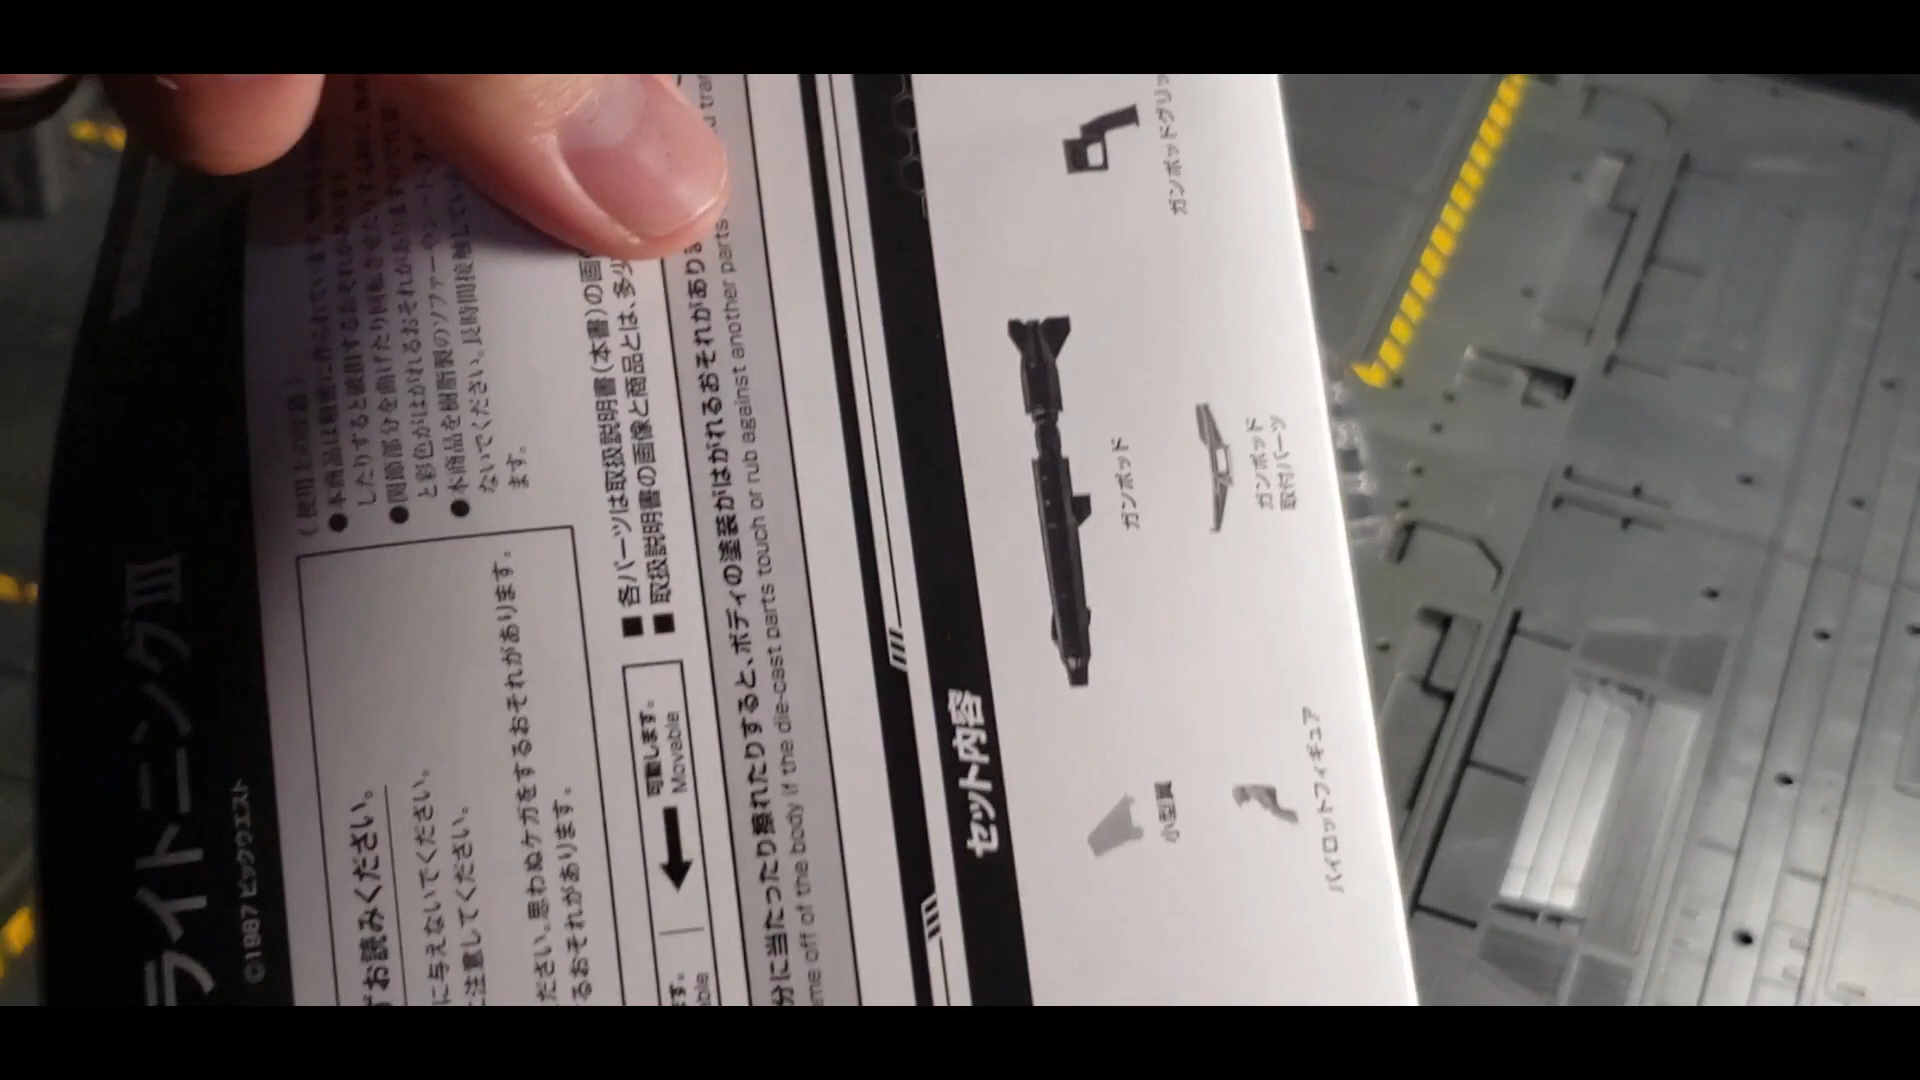 ライトニングIII
©1987 ビックウエスト
《使用上の注意》
●本商品は精密に作られています。
したりすると破損するおそれがあります。
●関節部分を曲げたり回転させたりする時に、
と彩色がはがれるおそれがあります。
●本商品を樹脂製のソファーやシート、タイ
ないでください。長時間接触してい
ます。
お読みください。
に与えないでください。
注意してください。
ださい。思わぬケガをするおそれがあります。
るおそれがあります。
■各パーツは取扱説明書(本書)の画
■取扱説明書の画像と商品とは、多少
可動します。
Movable
ます。
分に当たったり擦れたりすると、ボディの塗装がはがれるおそれがあり
ome off of the body if the die-cast parts touch or rub against another parts
セット内容
ガンポッドグリッ
ガンポッド
ガンポッド
取付パーツ
小型翼
パイロットフィギュア